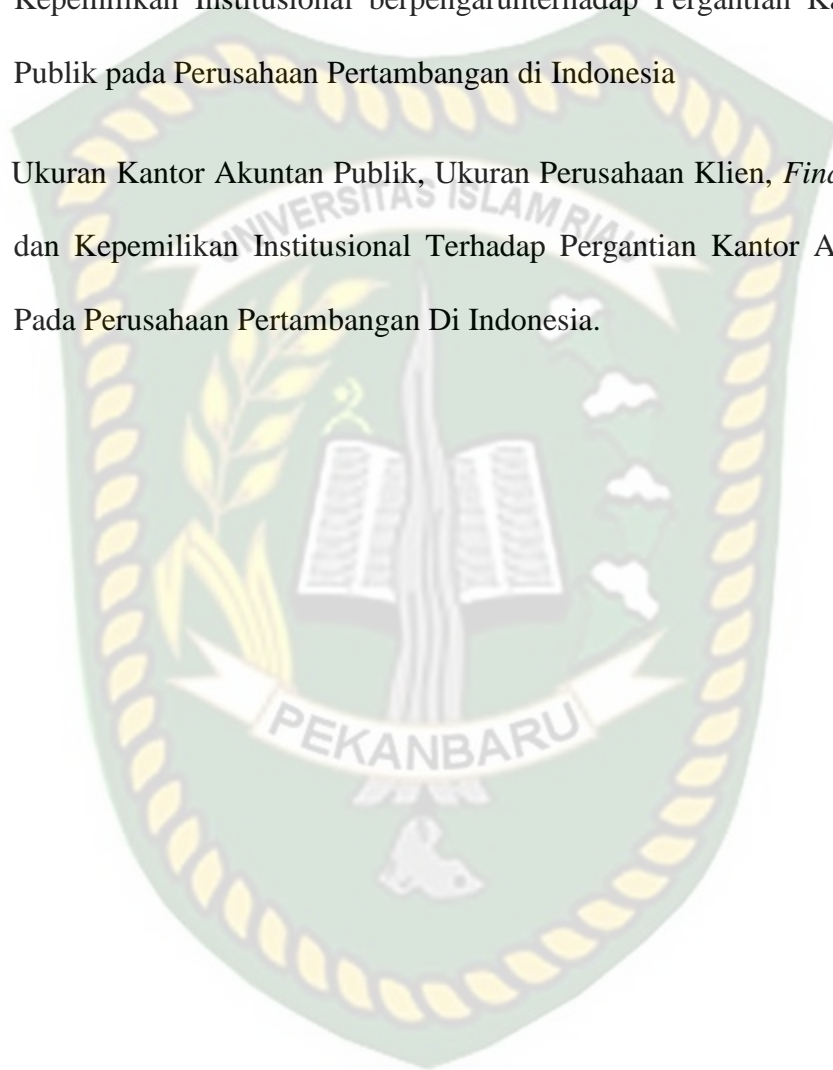 Kepemilikan Institusional berpengaruhterhadap Pergantian
Publik pada Perusahaan Pertambangan di Indonesia
Ukuran Kantor Akuntan Publik, Ukuran Perusahaan Klien,
dan Kepemilikan Institusional Terhadap Pergantian Kantor
Pada Perusahaan Pertambangan Di Indonesia.
UNIVERSITAS ISLAM RIAU
PEKANBARU